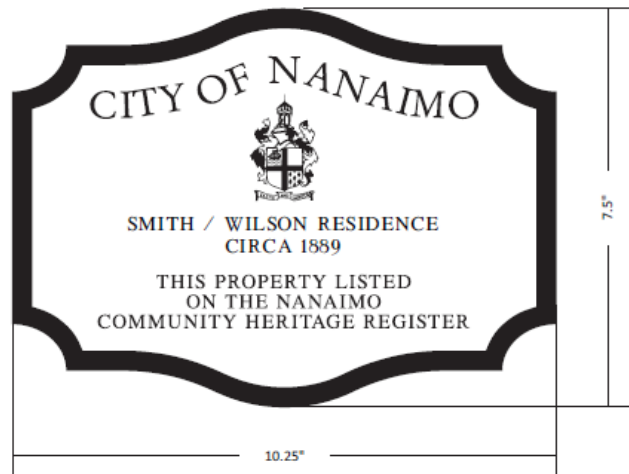 CITY OF NANAIMO
SMITH / WILSON RESIDENCE
CIRCA 1889
THIS PROPERTY LISTED
ON THE NANAIMO
COMMUNITY HERITAGE REGISTER
7.5"
10.25"